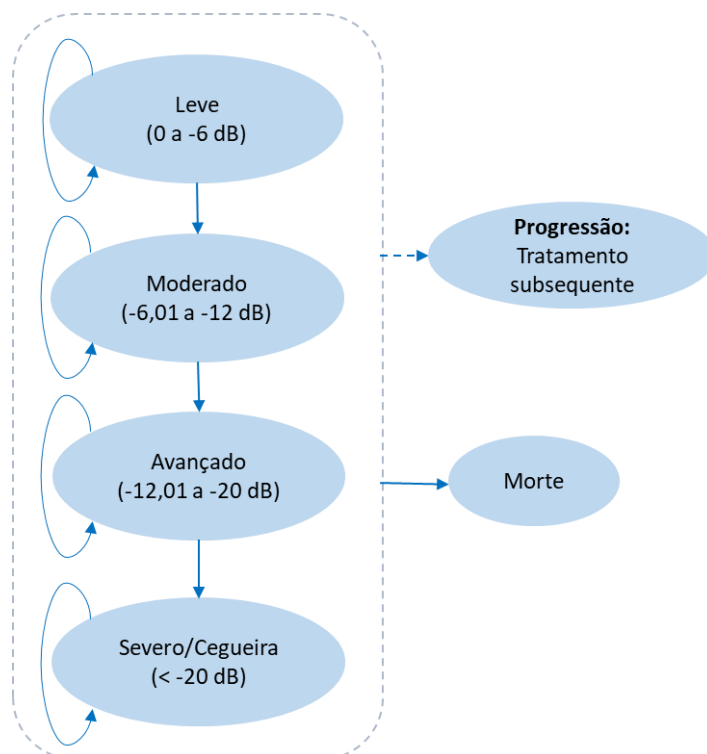 Leve
(0 a -6 dB)
Moderado
(-6,01 a -12 dB)
Avançado
(-12,01 a -20 dB)
Severo/Cegueira
(< -20 dB)
Progressão:
Tratamento
subsequente
Morte